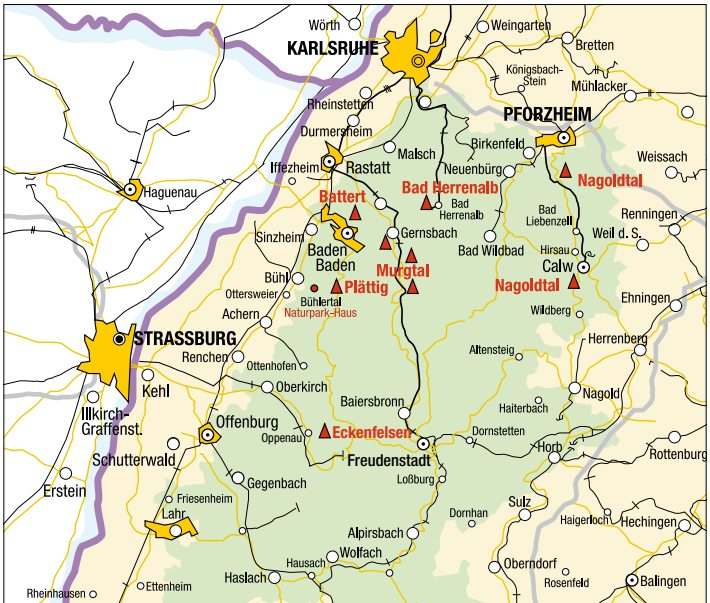 Wörth
Weingarten
KARLSRUHE
Bretten
Königsbach-
Stein
Mühlacker
Rheinstetten
PFORZHEIM
Durmersheim
Birkenfeld
Malsch
Iffezheim
Rastatt
Neuenbürg
Weissach
Nagoldtal
Haguenau
Battert
Bad Herrenalb
Bad
Herrenalb
Renningen
Sinzheim
Gernsbach
Bad
Liebenzell
Weil d. S.
Baden
Baden
Bad Wildbad
Hirsau
Murgtal
Calw
Bühl
Plättig
Nagoldtal
Ottersweier
Bühlertal
Naturpark-Haus
Ehningen
Achern
Wildberg
STRASSBURG
Renchen
Ottenhofen
Altensteig
Herrenberg
Kehl
Oberkirch
Nagold
Illkirch-
Graffenst.
Baiersbronn
Haiterbach
Offenburg
Oppenau
Eckenfelsen
Dornstetten
Schutterwald
Freudenstadt
Horb
Rottenburg
Erstein
Gegenbach
Loßburg
Friesenheim
Sulz
Lahr
Dornhan
Haigerloch
Hechingen
Alpirsbach
Wolfach
Hausach
Oberndorf
Rheinhausen
Ettenheim
Haslach
Rosenfeld
Balingen